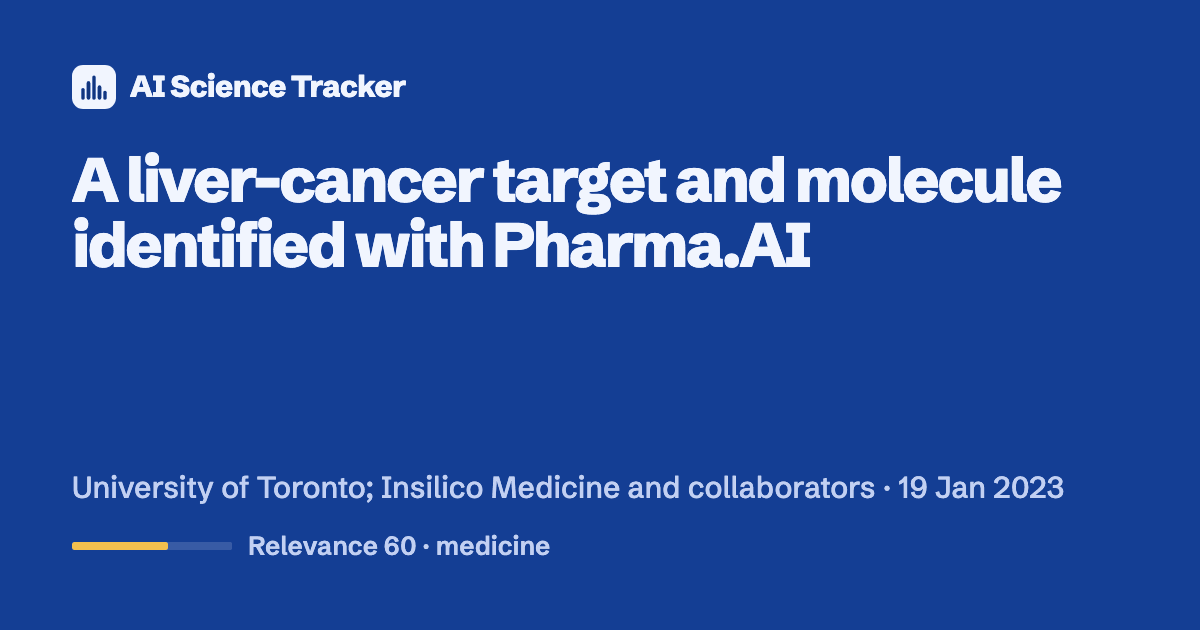 AI Science Tracker
A liver-cancer target and molecule
identified with Pharma.AI
University of Toronto; Insilico Medicine and collaborators · 19 Jan 2023
Relevance 60 · medicine